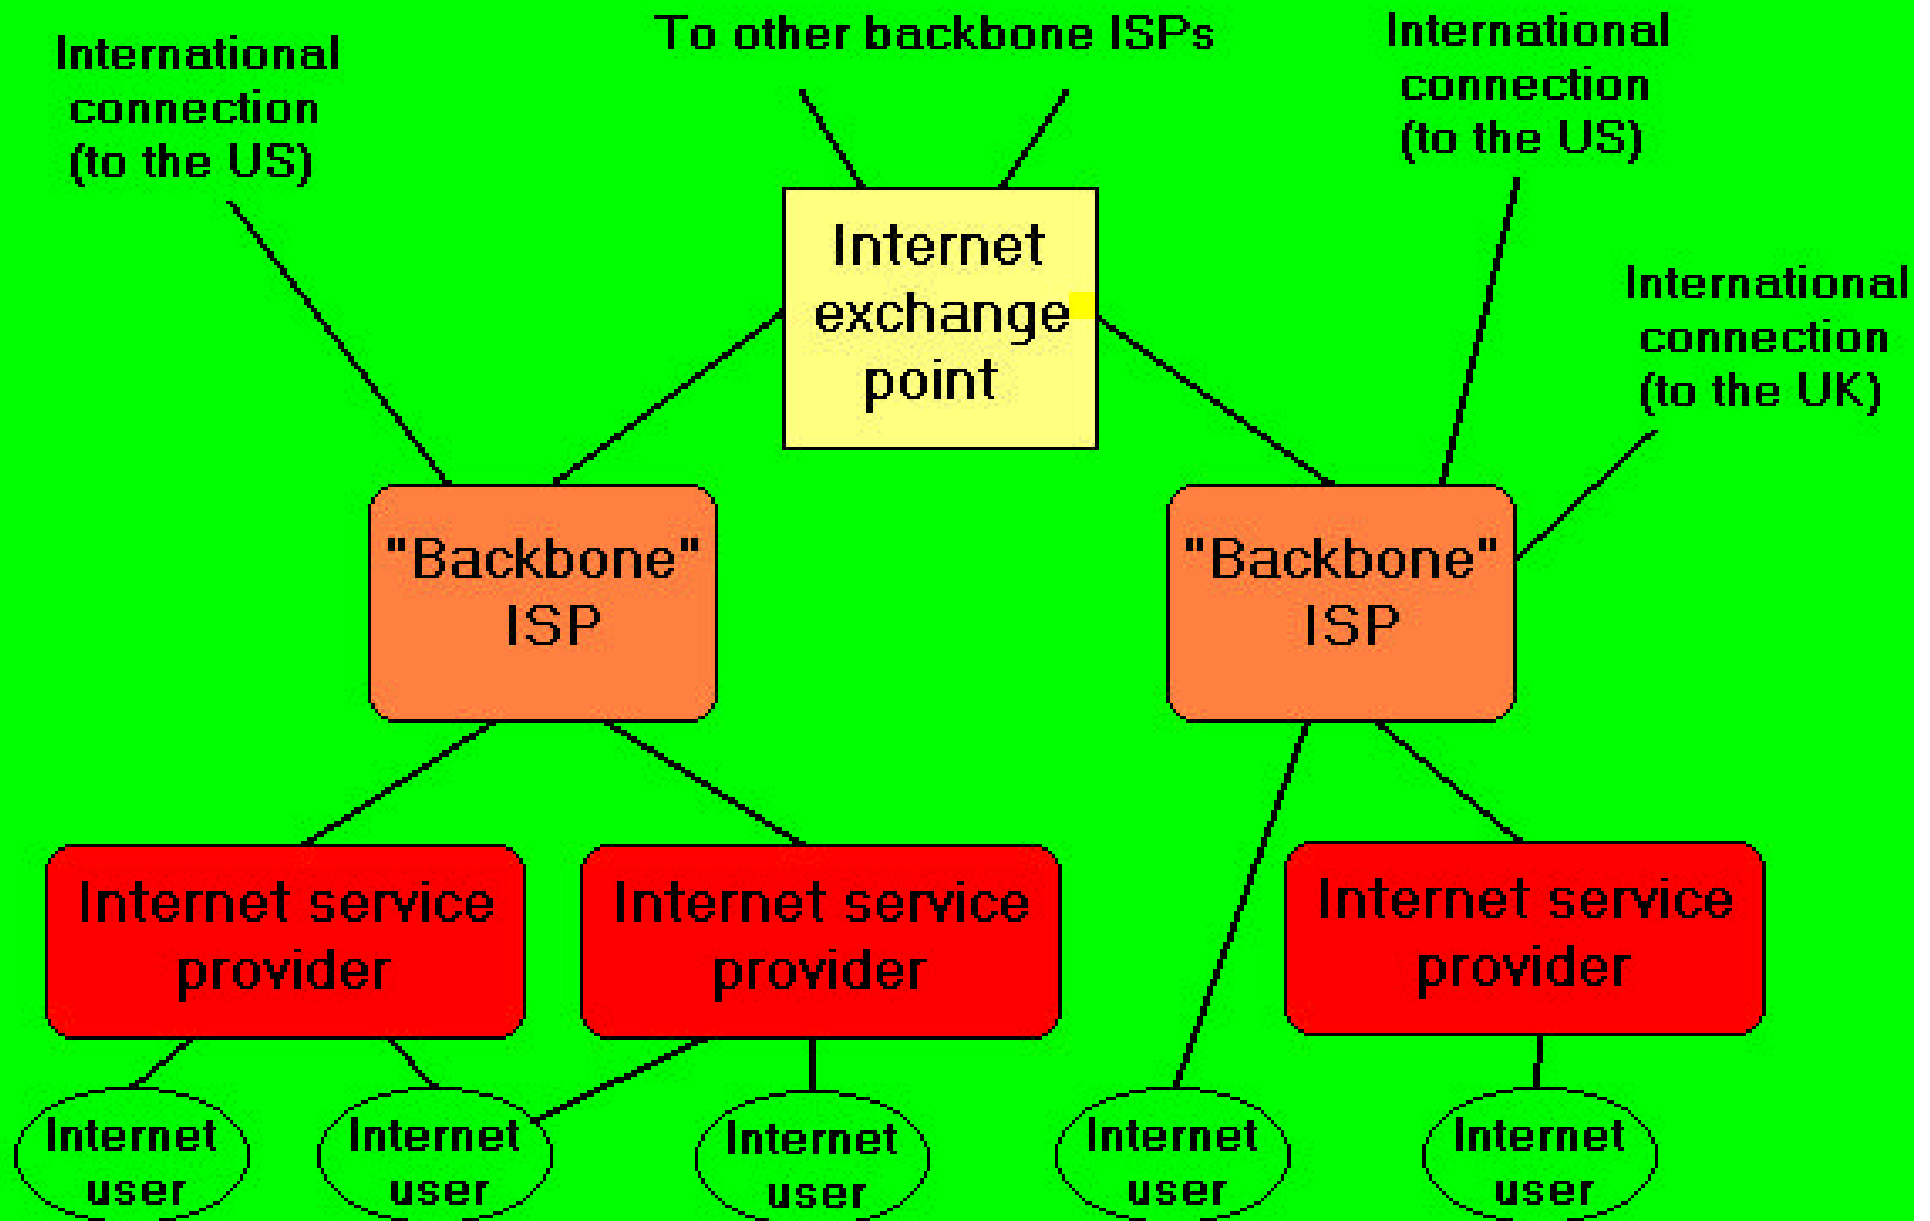 To other backbone ISPs
International
connection
(to the US)
International
connection
(to the US)
Internet
exchange
point
International
connection
(to the UK)
"Backbone"
ISP
"Backbone"
ISP
Internet service
provider
Internet service
provider
Internet service
provider
Internet
user
Internet
user
Internet
user
Internet
user
Internet
user